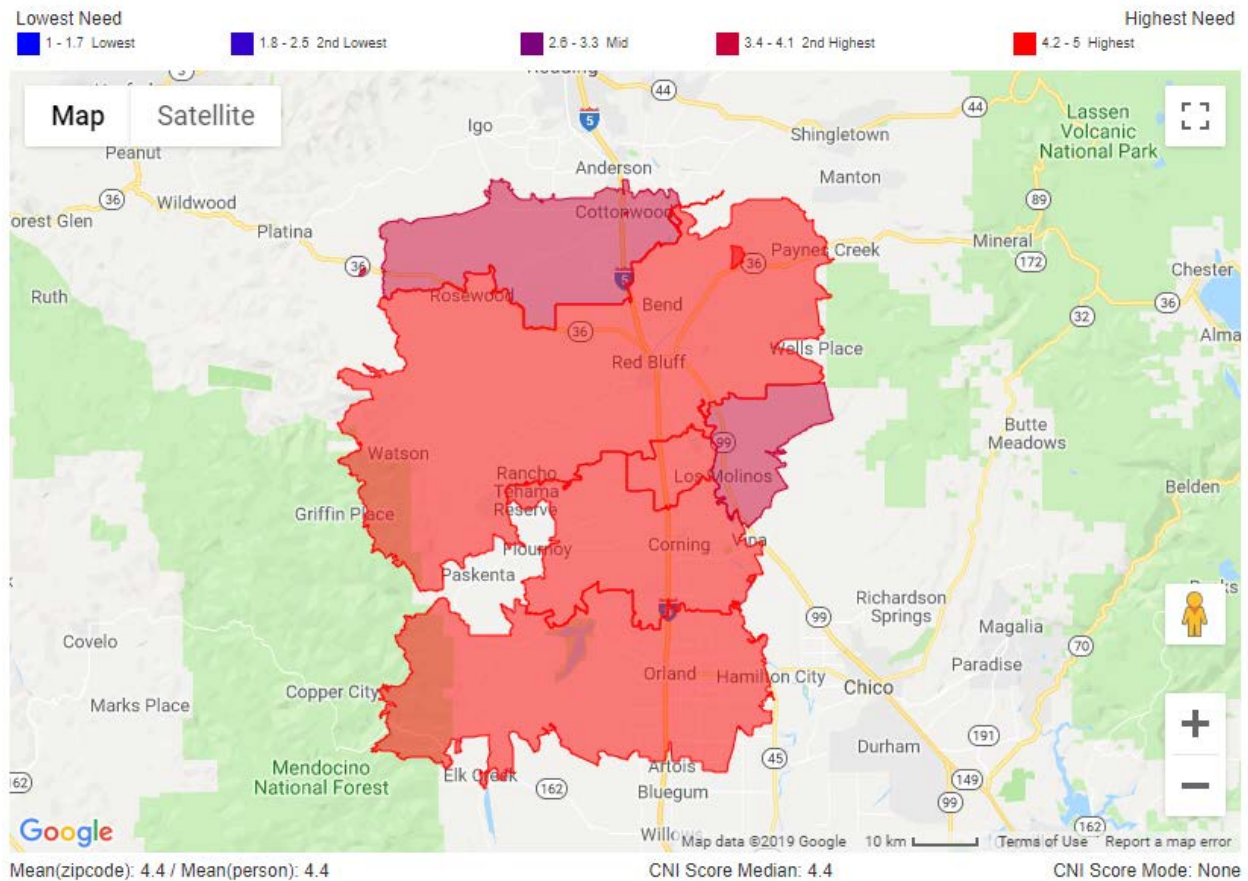 Lowest Need Highest Need
1 - 1.7 Lowest 1.8 - 2.5 2nd Lowest 2.6 - 3.3 Mid 3.4 - 4.1 2nd Highest 4.2 - 5 Highest
3
Redding
Map Satellite
44
44
Lassen
Volcanic
National Park
Igo
5
Shingletown
Peanut
Anderson
Manton
36
Wildwood
89
orest Glen
Cottonwood
Platina
Mineral
Paynes Creek
36
36
172
Chester
5
Ruth
Rosewood
Bend
36
32
36
Alma
Red Bluff
Wells Place
Butte
Meadows
99
Watson
Rancho
Tehama
Reserve
Los Molinos
Belden
Griffin Place
Flournoy
Corning
Vina
Paskenta
Richardson
Springs
5
99
Magalia
Covelo
70
Paradise
Orland
Hamilton City
Copper City
Chico
Marks Place
191
Durham
45
Mendocino
National Forest
Artois
Elk Creek
149
162
162
Bluegum
99
162
Google
Willows
Map data ©2019 Google 10 km Terms of Use Report a map error
Mean(zipcode): 4.4 / Mean(person): 4.4 CNI Score Median: 4.4 CNI Score Mode: None